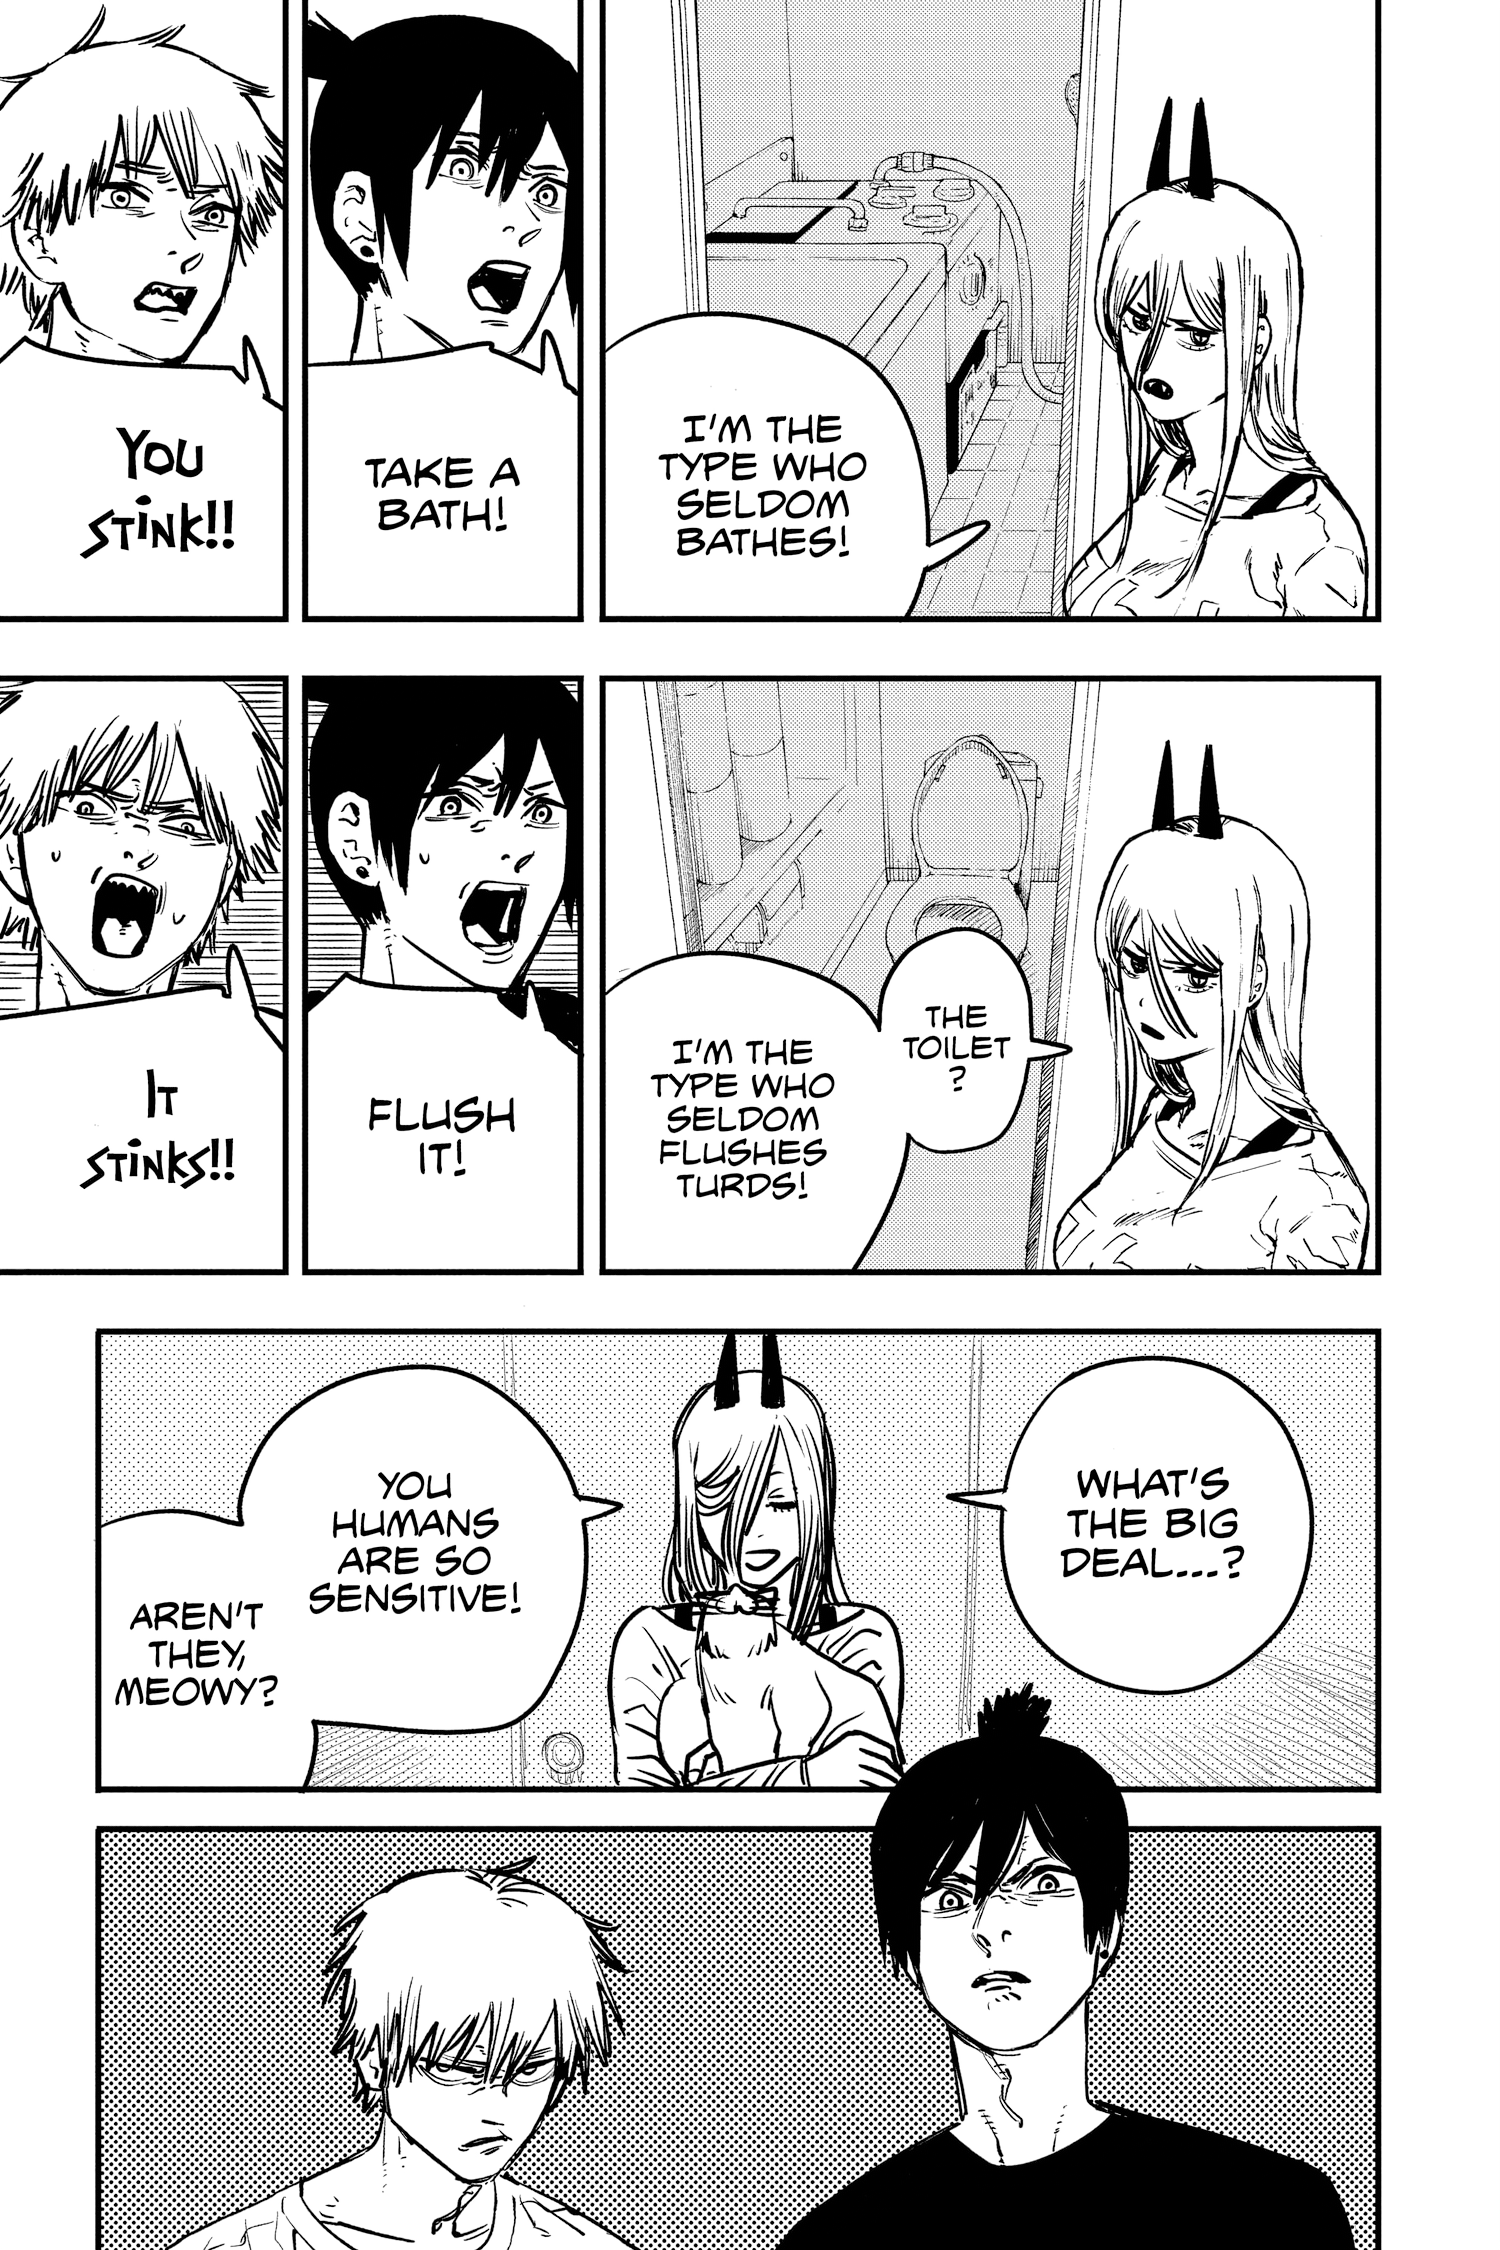 I'M THE
TYPE WHO
SELDOM
BATHES!
TAKE A
BATH!
YOU
STINK!!
THE
TOILET
?
I'M THE
TYPE WHO
SELDOM
FLUSHES
TURDS!
FLUSH
IT!
IT
STINKS!!
WHAT'S
THE BIG
DEAL...?
YOU
HUMANS
ARE SO
SENSITIVE!
AREN'T
THEY,
MEOWY?